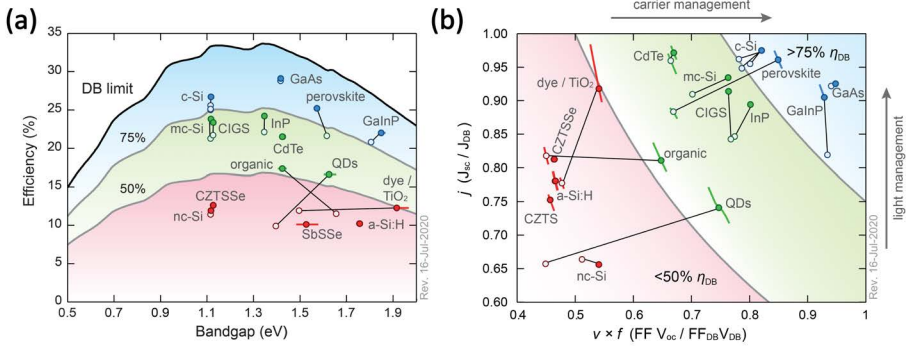 (a)
35
30
25
20
15
10
5
0
Efficiency (%)
0.5
0.7
0.9
1.1
1.3
1.5
1.7
1.9
2.1
Bandgap (eV)
DB limit
75%
50%
c-Si
mc-Si
CIGS
InP
GaAs
CdTe
perovskite
GaInP
organic
QDs
dye /
TiO₂
CZTSSe
nc-Si
SbSSe
a-Si:H
Rev. 16-Jul-2020
(b)
carrier management
1.00
0.95
0.90
0.85
0.80
0.75
0.70
0.65
0.60
j (Jsc / JDB)
0.4
0.5
0.6
0.7
0.8
0.9
1
v × f (FF Voc / FFDBVDB)
dye / TiO₂
CdTe
mc-Si
c-Si
>75% ηDB
perovskite
CIGS
InP
GaInP
GaAs
CZTSSe
organic
a-Si:H
CZTS
QDs
nc-Si
<50% ηDB
light management
Rev. 16-Jul-2020